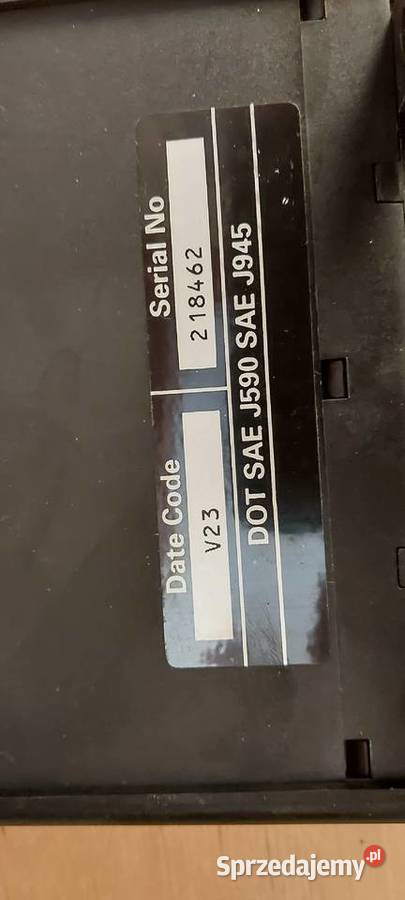 Date Code
Serial No
V23
218462
DOT SAE J590 SAE J945
Sprzedajemy.pl